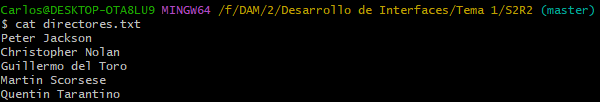 Carlos@DESKTOP-OTA8LU9 MINGW64 /f/DAM/2/Desarrollo de Interfaces/Tema 1/S2R2 (master)
$ cat directores.txt
Peter Jackson
Christopher Nolan
Guillermo del Toro
Martin Scorsese
Quentin Tarantino